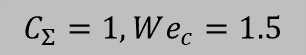 C_Σ = 1, We_c = 1.5